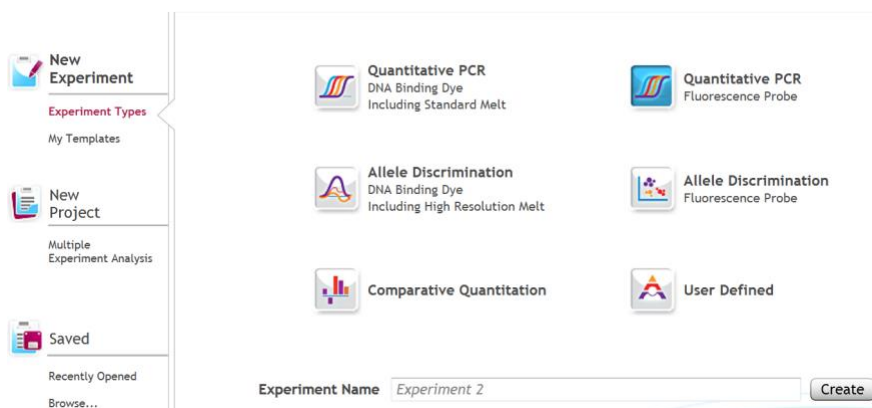 New
Experiment
Experiment Types
My Templates
New
Project
Multiple
Experiment Analysis
Saved
Recently Opened
Browse...
Quantitative PCR
DNA Binding Dye
Including Standard Melt
Quantitative PCR
Fluorescence Probe
Allele Discrimination
DNA Binding Dye
Including High Resolution Melt
Allele Discrimination
Fluorescence Probe
Comparative Quantitation
User Defined
Experiment Name Experiment 2 Create